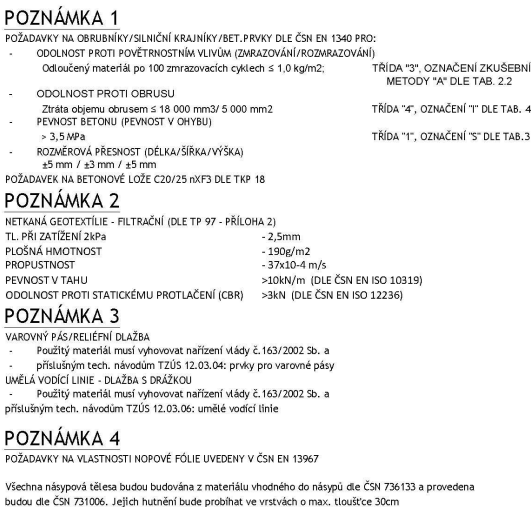 POZNÁMKA 1
POŽADAVKY NA OBRUBNÍKY/SILNIČNÍ KRAJNÍKY/BET.PRVKY DLE ČSN EN 1340 PRO:
- ODOLNOST PROTI POVĚTRNOSTNÍM VLIVŮM (ZMRAZOVÁNÍ/ROZMRAZOVÁNÍ)
Odloučený materiál po 100 zmrazovacích cyklech ≤ 1,0 kg/m2; TŘÍDA "3", OZNAČENÍ ZKUŠEBNÍ
METODY "A" DLE TAB. 2.2
- ODOLNOST PROTI OBRUSU
Ztráta objemu obrusem ≤ 18 000 mm3/ 5 000 mm2 TŘÍDA "4", OZNAČENÍ "I" DLE TAB. 4
- PEVNOST BETONU (PEVNOST V OHYBU)
> 3,5 MPa TŘÍDA "1", OZNAČENÍ "S" DLE TAB.3
- ROZMĚROVÁ PŘESNOST (DÉLKA/ŠÍŘKA/VÝŠKA)
±5 mm / ±3 mm / ±5 mm
POŽADAVEK NA BETONOVÉ LOŽE C20/25 nXF3 DLE TKP 18
POZNÁMKA 2
NETKANÁ GEOTEXTÍLIE - FILTRAČNÍ (DLE TP 97 - PŘÍLOHA 2)
TL. PŘI ZATÍŽENÍ 2kPa - 2,5mm
PLOŠNÁ HMOTNOST - 190g/m2
PROPUSTNOST - 37x10-4 m/s
PEVNOST V TAHU >10kN/m (DLE ČSN EN ISO 10319)
ODOLNOST PROTI STATICKÉMU PROTLAČENÍ (CBR) >3kN (DLE ČSN EN ISO 12236)
POZNÁMKA 3
VAROVNÝ PÁS/RELIÉFNÍ DLAŽBA
- Použitý materiál musí vyhovovat nařízení vlády č.163/2002 Sb. a
- příslušným tech. návodům TZÚS 12.03.04: prvky pro varovné pásy
UMĚLÁ VODÍCÍ LINIE - DLAŽBA S DRÁŽKOU
- Použitý materiál musí vyhovovat nařízení vlády č.163/2002 Sb. a
příslušným tech. návodům TZÚS 12.03.06: umělé vodící linie
POZNÁMKA 4
POŽADAVKY NA VLASTNOSTI NOPOVÉ FÓLIE UVEDENY V ČSN EN 13967
Všechna násypová tělesa budou budována z materiálu vhodného do násypů dle ČSN 736133 a provedena
budou dle ČSN 731006. Jejich hutnění bude probíhat ve vrstvách o max. tloušťce 30cm